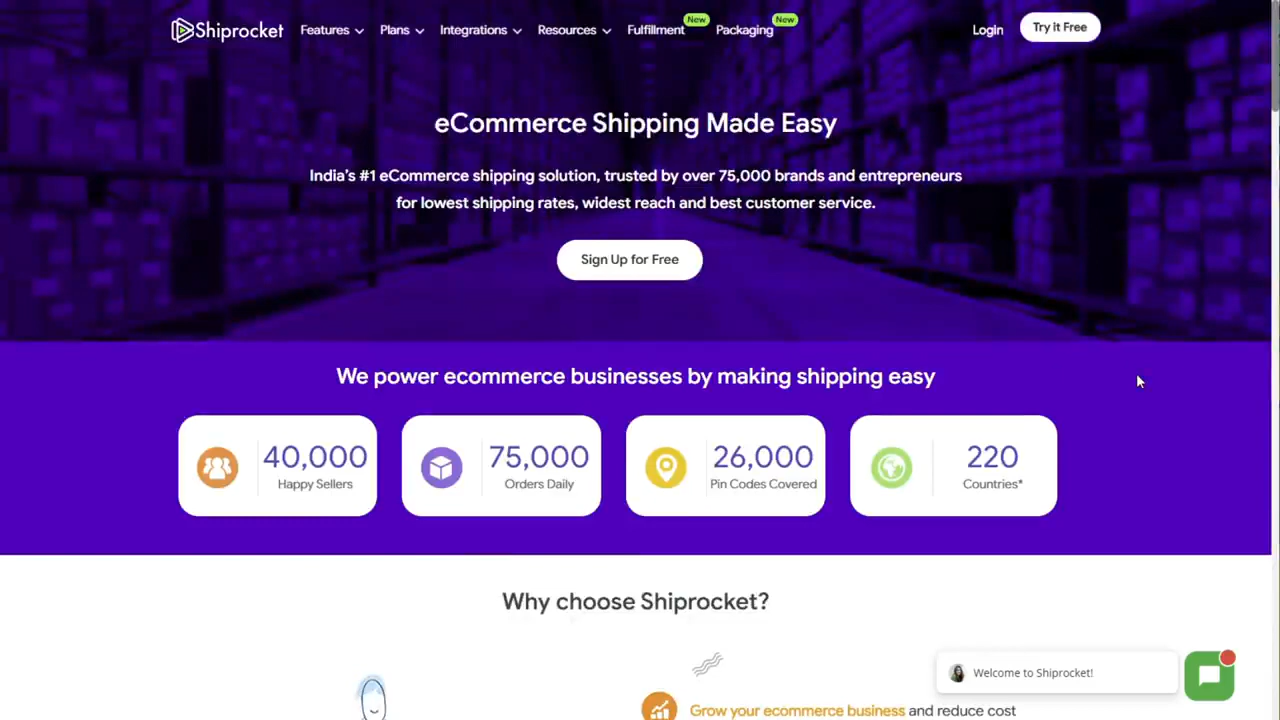 Shiprocket
Features
Plans
Integrations
Resources
Fulfillment
New
Packaging
New
Login
Try it Free
eCommerce Shipping Made Easy
India's #1 eCommerce shipping solution, trusted by over 75,000 brands and entrepreneurs
for lowest shipping rates, widest reach and best customer service.
Sign Up for Free
We power ecommerce businesses by making shipping easy
40,000
Happy Sellers
75,000
Orders Daily
26,000
Pin Codes Covered
220
Countries*
Why choose Shiprocket?
Welcome to Shiprocket!
Grow your ecommerce business and reduce cost